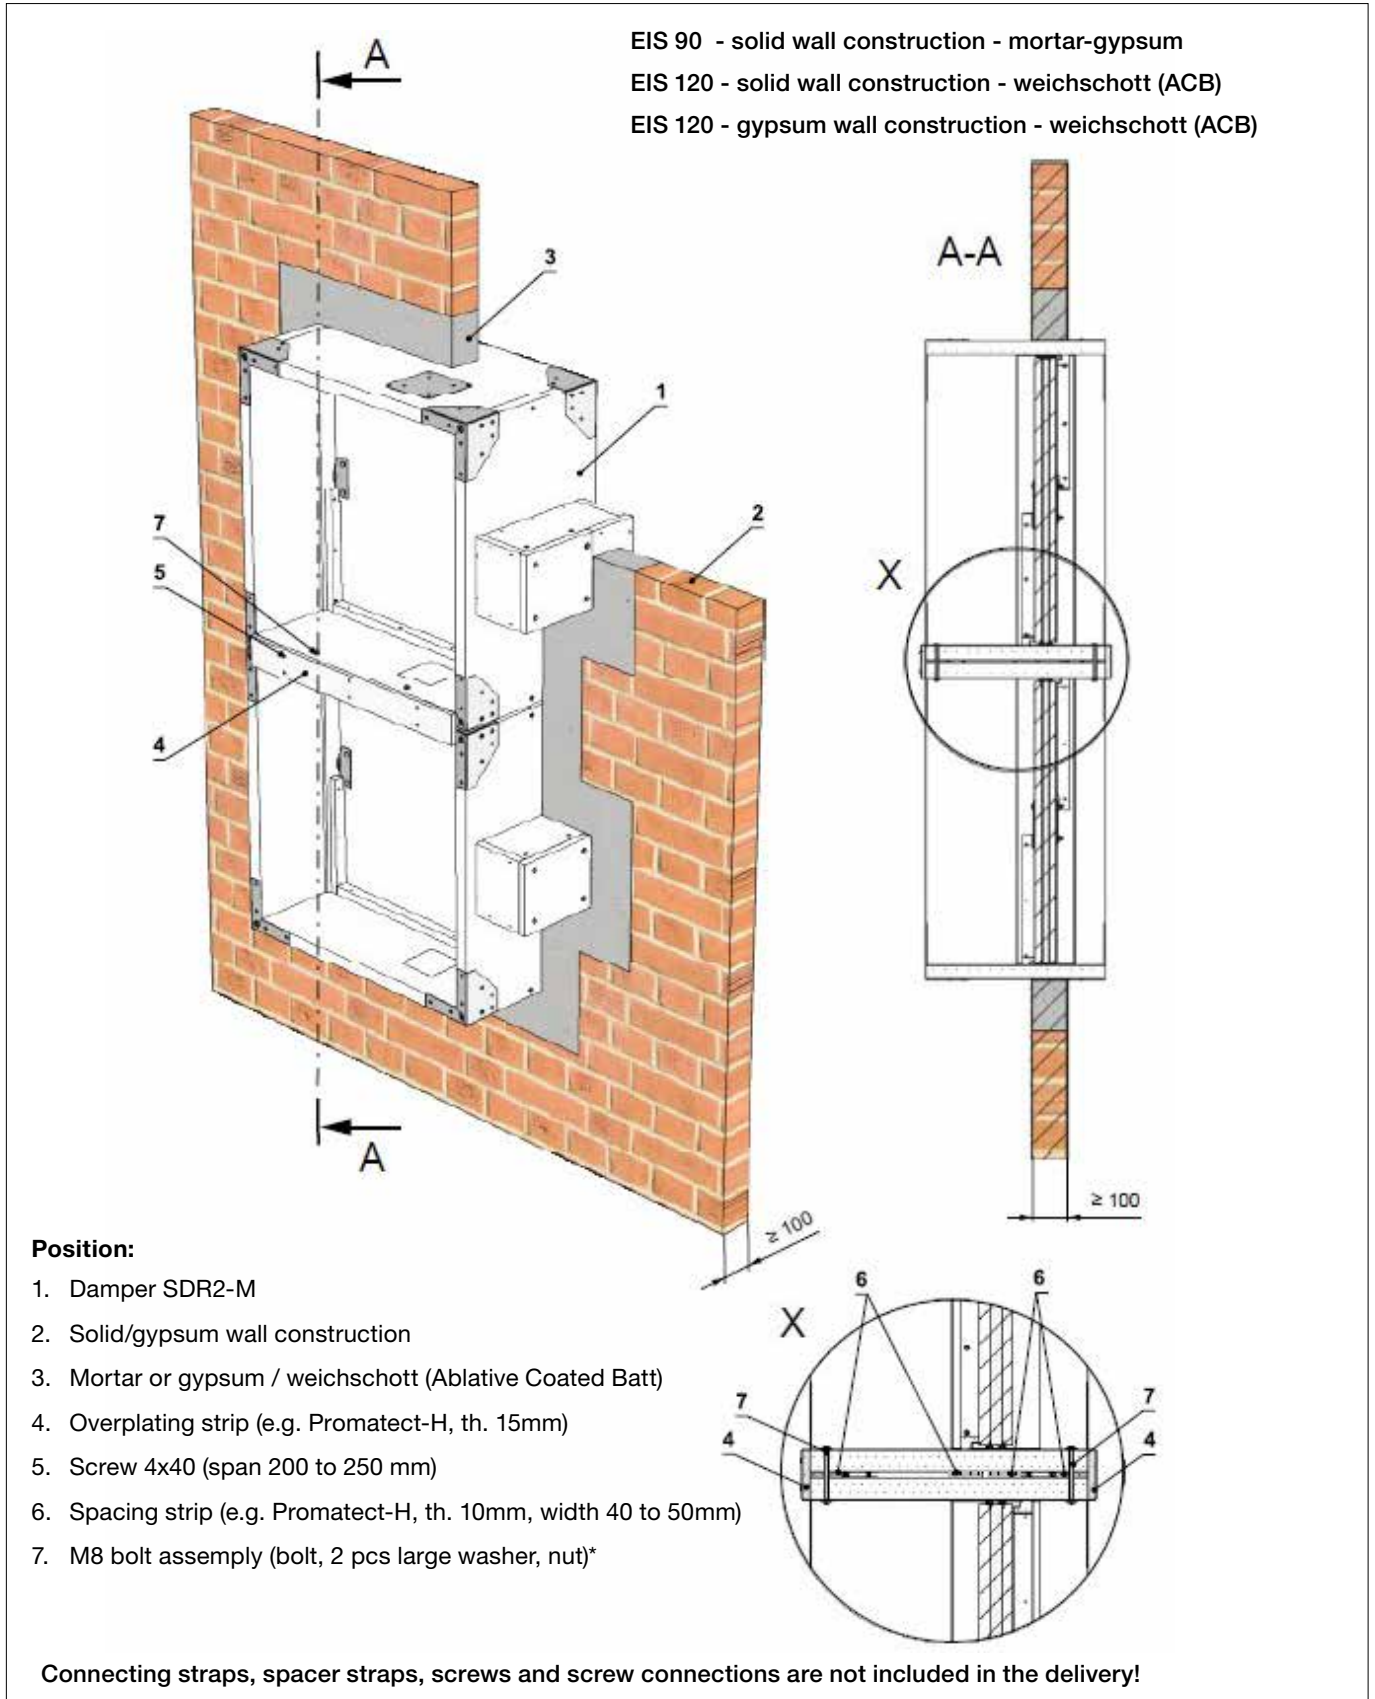 EIS 90 - solid wall construction - mortar-gypsum
EIS 120 - solid wall construction - weichschott (ACB)
EIS 120 - gypsum wall construction - weichschott (ACB)
A
A-A
3
1
2
7
5
4
X
A
≥ 100
≥ 100
Position:
1. Damper SDR2-M
2. Solid/gypsum wall construction
3. Mortar or gypsum / weichschott (Ablative Coated Batt)
4. Overplating strip (e.g. Promatect-H, th. 15mm)
5. Screw 4x40 (span 200 to 250 mm)
6. Spacing strip (e.g. Promatect-H, th. 10mm, width 40 to 50mm)
7. M8 bolt assemply (bolt, 2 pcs large washer, nut)*
X
6
6
7
7
4
4
Connecting straps, spacer straps, screws and screw connections are not included in the delivery!